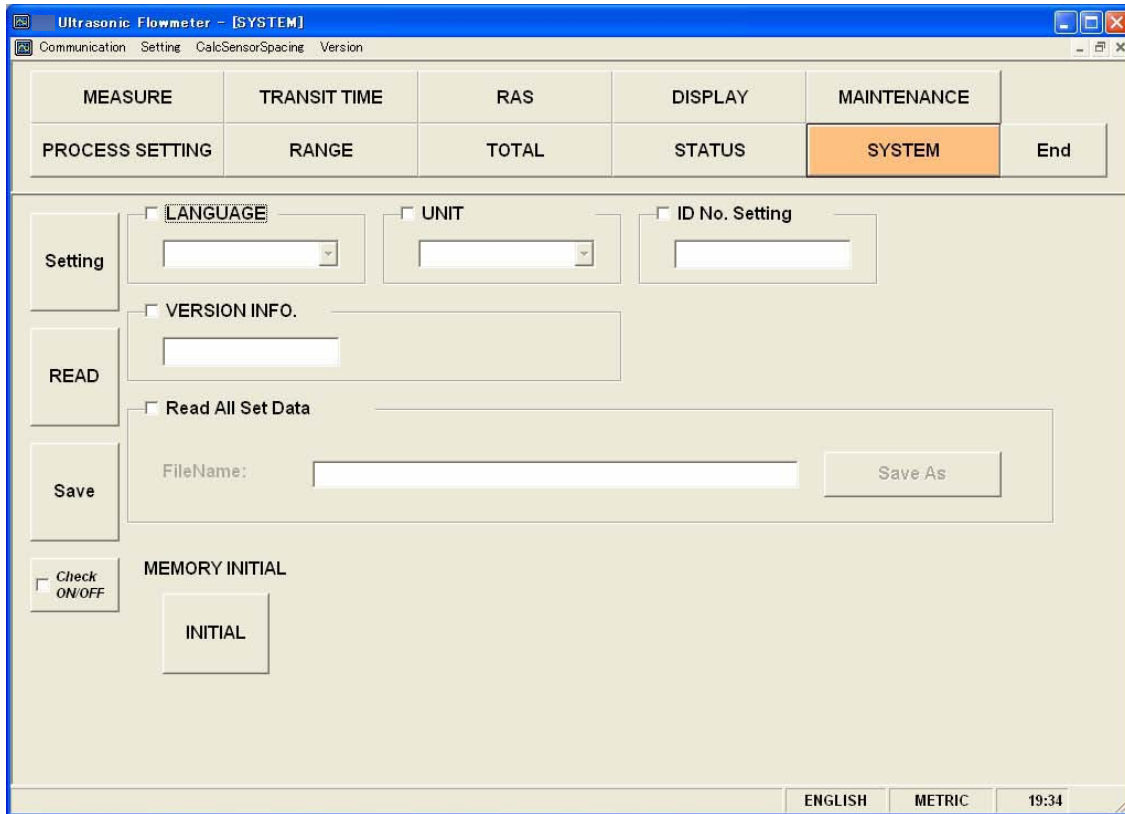 Ultrasonic Flowmeter - [SYSTEM]
Communication Setting CalcSensorSpacing Version
MEASURE TRANSIT TIME RAS DISPLAY MAINTENANCE
PROCESS SETTING RANGE TOTAL STATUS SYSTEM End
LANGUAGE UNIT ID No. Setting
Setting
VERSION INFO.
READ
Read All Set Data
FileName: Save As
Save
Check
ON/OFF
MEMORY INITIAL
INITIAL
ENGLISH METRIC 19:34